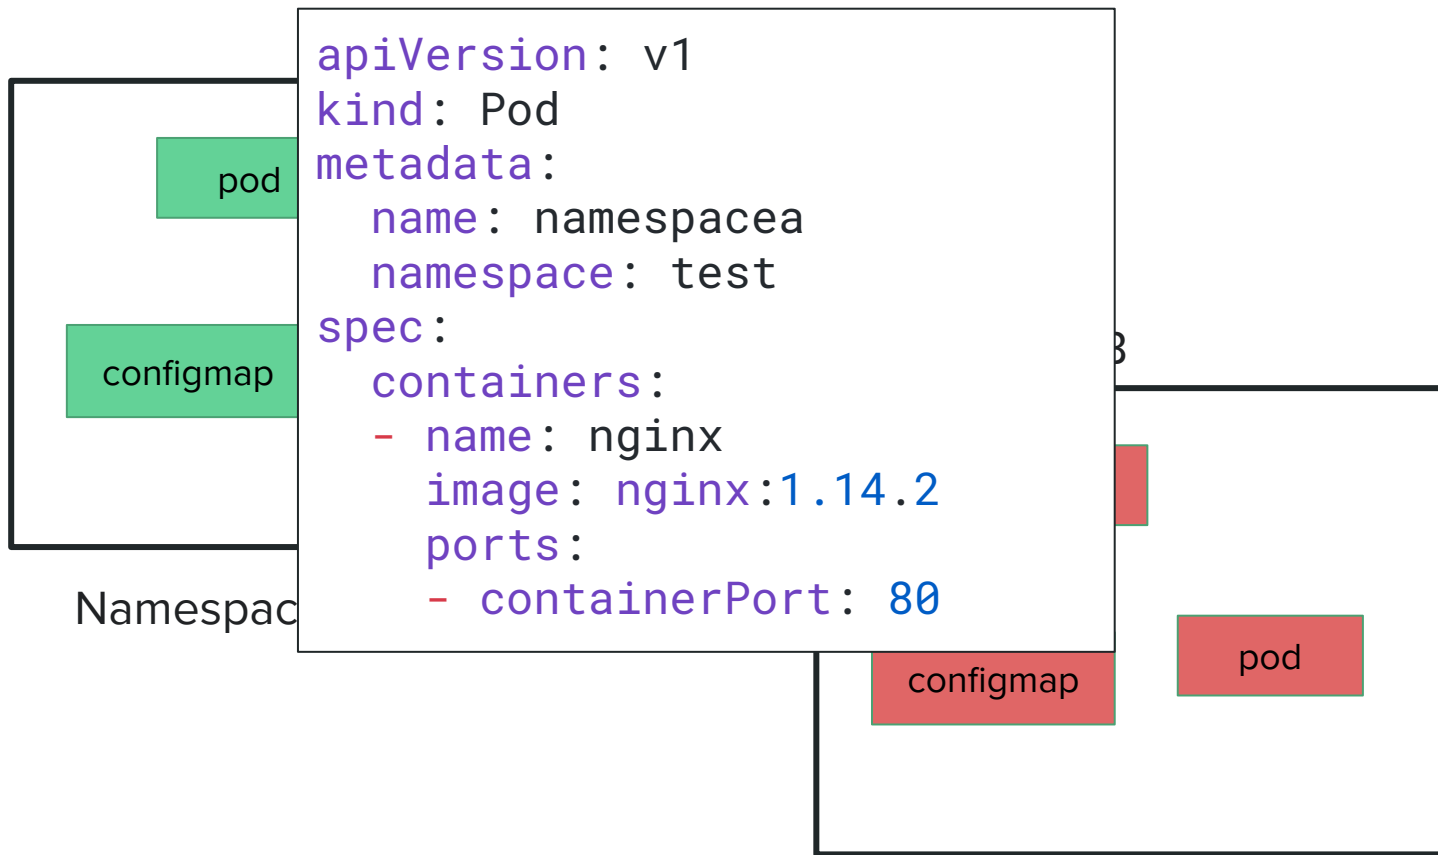 apiVersion: v1
kind: Pod
metadata:
  name: namespacea
  namespace: test
spec:
  containers:
  - name: nginx
    image: nginx:1.14.2
    ports:
    - containerPort: 80
pod
configmap
Namespac
configmap
pod